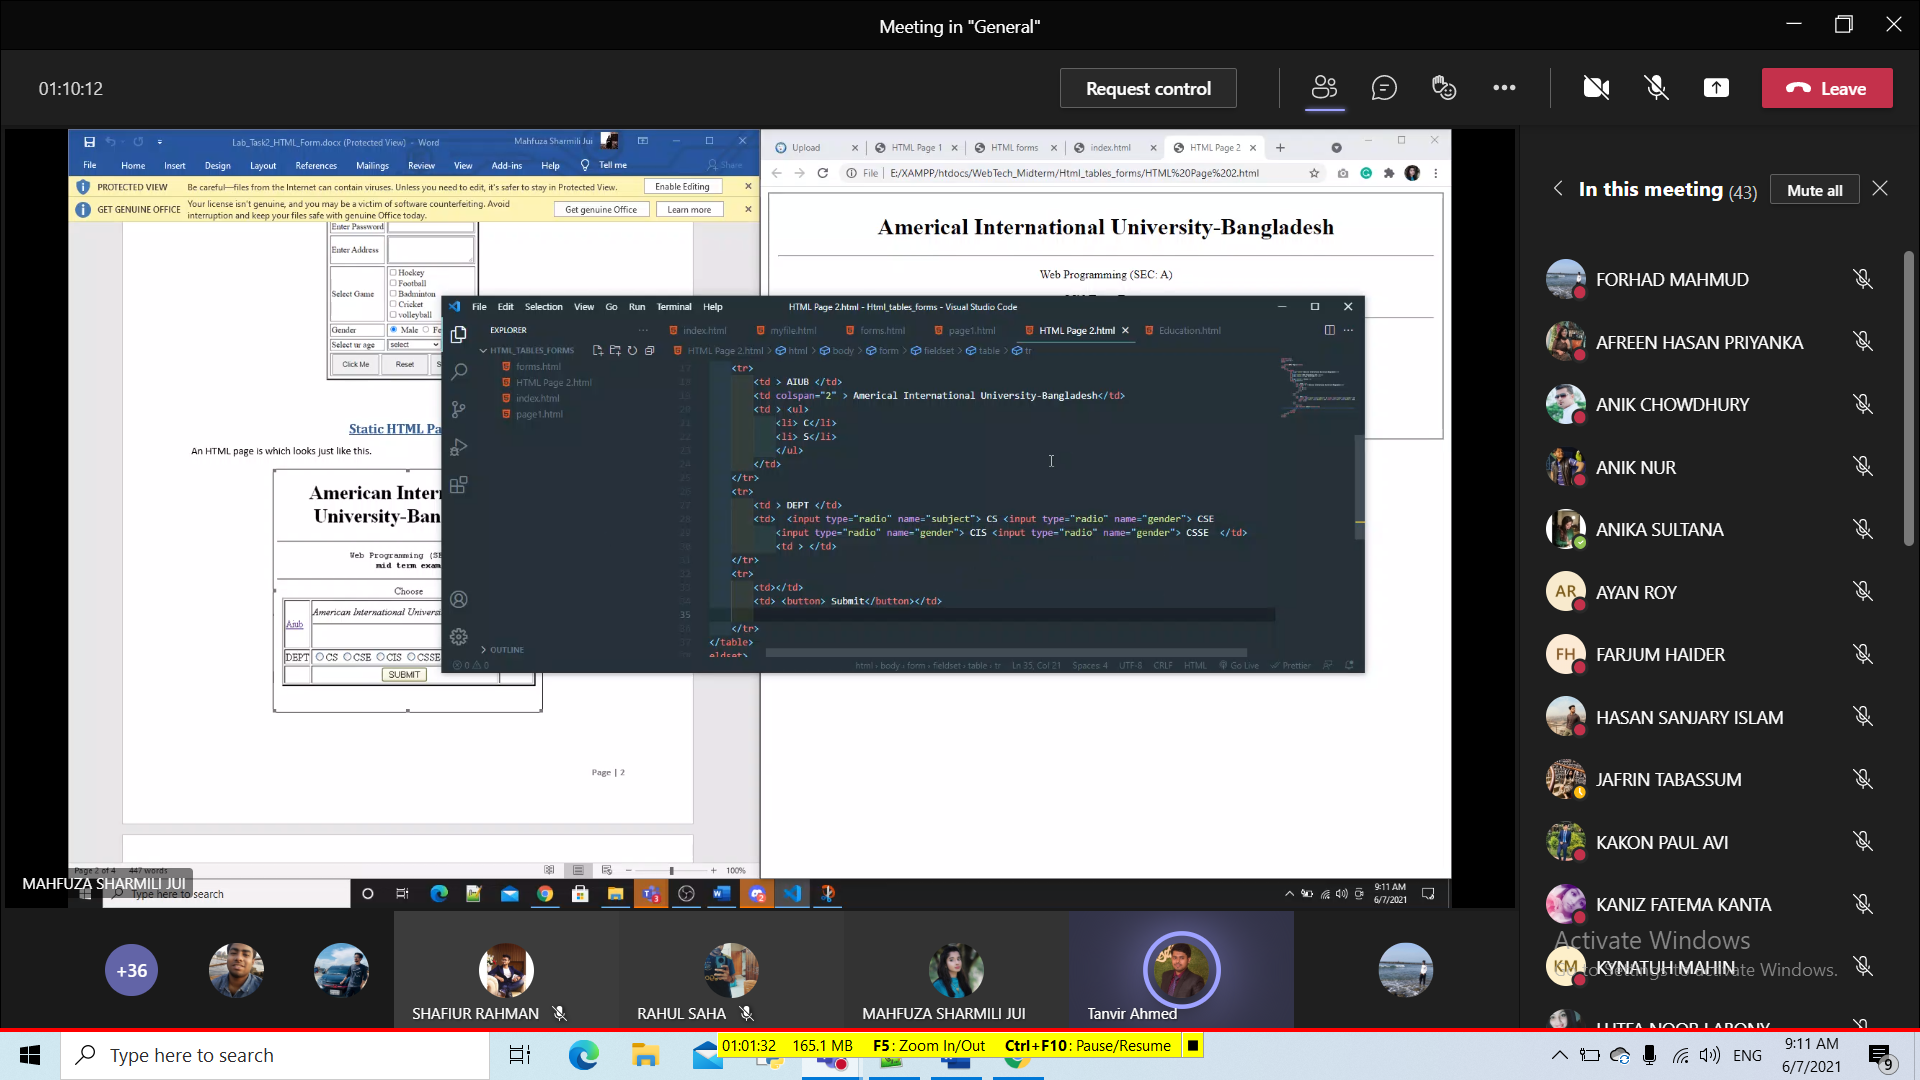 Meeting in "General"
01:10:12
Request control
Leave
Lab_Task2_HTML_Form.docx (Protected View) - Word
Mahfuza Sharmili Jui
File Home Insert Design Layout References Mailings Review View Add-ins Help Tell me Share
PROTECTED VIEW Be careful—files from the Internet can contain viruses. Unless you need to edit, it's safer to stay in Protected View. Enable Editing
GET GENUINE OFFICE Your license isn't genuine, and you may be a victim of software counterfeiting. Avoid
interruption and keep your files safe with genuine Office today. Get genuine Office Learn more
Enter Password
Enter Address
Select Game
Hockey
Football
Badminton
Cricket
volleyball
Gender Male Fe
Select ur age select
Click Me Reset S
Static HTML Pa
An HTML page is which looks just like this.
American Inter
University-Ban
Web Programming (SE
mid term exam
Choose
Aiub
American International Universi
DEPT CS CSE CIS CSSE
SUBMIT
Page | 2
Page 2 of 4 447 words
100%
Upload HTML Page 1 HTML forms index.html HTML Page 2
File E:/XAMPP/htdocs/WebTech_Midterm/Html_tables_forms/HTML%20Page%202.html
Americal International University-Bangladesh
Web Programming (SEC: A)
File Edit Selection View Go Run Terminal Help
HTML Page 2.html - Html_tables_forms - Visual Studio Code
EXPLORER
index.html myfile.html forms.html page1.html HTML Page 2.html Education.html
HTML_TABLES_FORMS
HTML Page 2.html > html > body > form > fieldset > table > tr
forms.html
HTML Page 2.html
index.html
page1.html
<tr>
<td > AIUB </td>
<td colspan="2" > Americal International University-Bangladesh</td>
<td > <ul>
<li> C</li>
<li> S</li>
</ul>
</td>
</tr>
<tr>
<td > DEPT </td>
<td> <input type="radio" name="subject"> CS <input type="radio" name="gender"> CSE
<input type="radio" name="gender"> CIS <input type="radio" name="gender"> CSSE </td>
<td > </td>
</tr>
<tr>
<td></td>
<td> <button> Submit</button></td>
35
</tr>
</table>
eldset>
OUTLINE
0 0
html > body > form > fieldset > table > tr Ln 35, Col 21 Spaces: 4 UTF-8 CRLF HTML Go Live Prettier
MAHFUZA SHARMILI JUI
Type here to search
9:11 AM
6/7/2021
In this meeting (43)
Mute all
FORHAD MAHMUD
AFREEN HASAN PRIYANKA
ANIK CHOWDHURY
ANIK NUR
ANIKA SULTANA
AR AYAN ROY
FH FARJUM HAIDER
HASAN SANJARY ISLAM
JAFRIN TABASSUM
KAKON PAUL AVI
KANIZ FATEMA KANTA
Activate Windows
Go to Settings to activate Windows.
KM KYNATUH MAHIN
LUTFA NOOR LABONY
+36
SHAFIUR RAHMAN
RAHUL SAHA
MAHFUZA SHARMILI JUI
Tanvir Ahmed
Type here to search
01:01:32 165.1 MB F5: Zoom In/Out Ctrl+F10: Pause/Resume
ENG
9:11 AM
6/7/2021
9